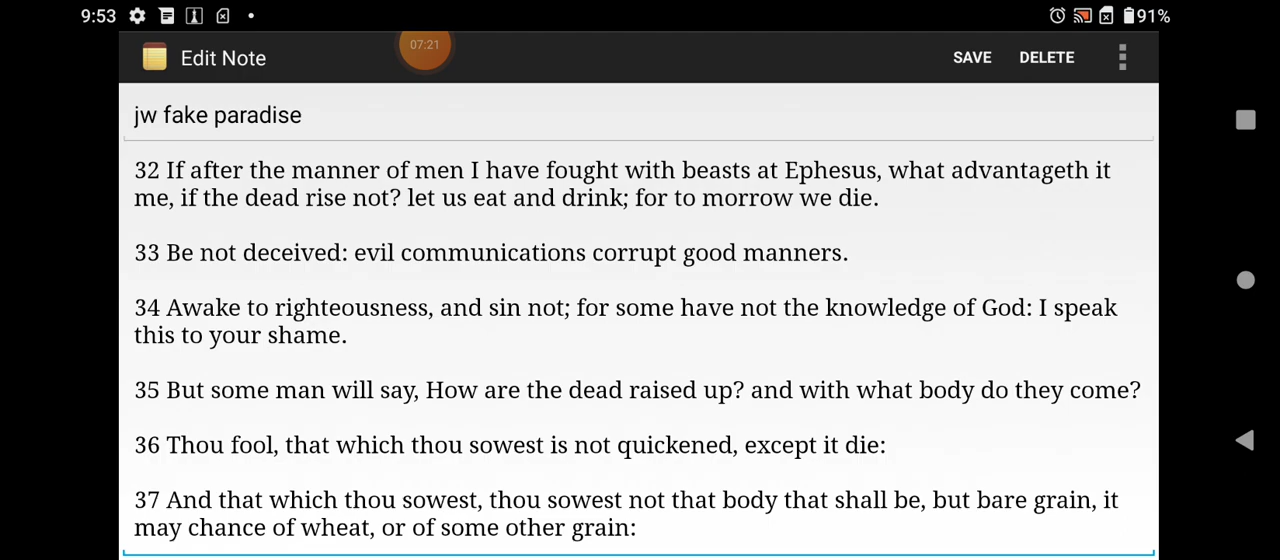 9:53
91%
07:21
Edit Note
SAVE
DELETE
jw fake paradise
32 If after the manner of men I have fought with beasts at Ephesus, what advantageth it
me, if the dead rise not? let us eat and drink; for to morrow we die.
33 Be not deceived: evil communications corrupt good manners.
34 Awake to righteousness, and sin not; for some have not the knowledge of God: I speak
this to your shame.
35 But some man will say, How are the dead raised up? and with what body do they come?
36 Thou fool, that which thou sowest is not quickened, except it die:
37 And that which thou sowest, thou sowest not that body that shall be, but bare grain, it
may chance of wheat, or of some other grain: